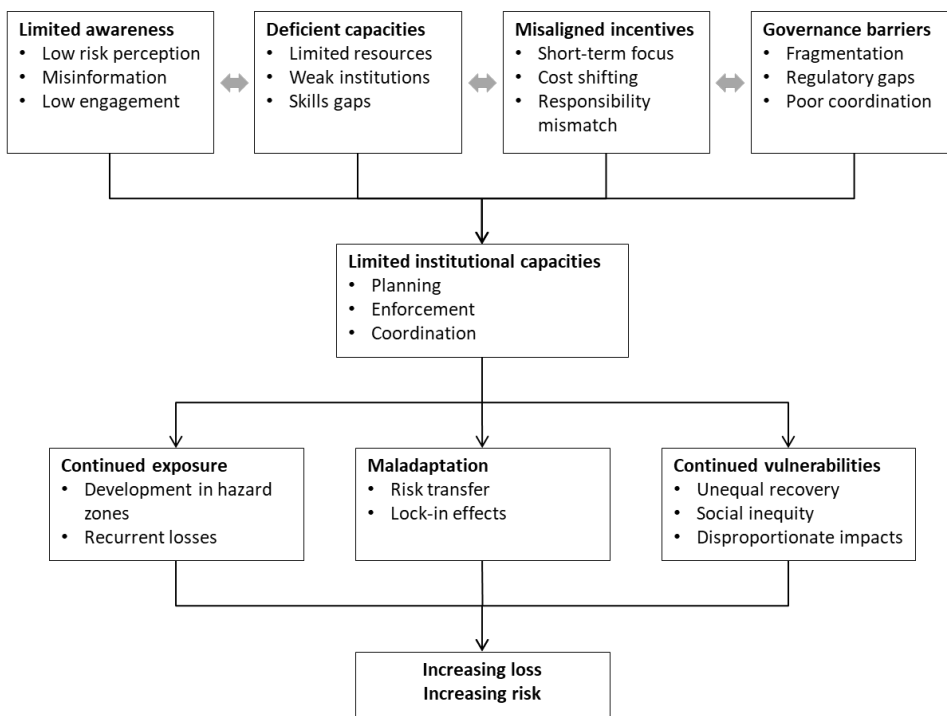 Limited awareness
• Low risk perception
• Misinformation
• Low engagement
Deficient capacities
• Limited resources
• Weak institutions
• Skills gaps
Misaligned incentives
• Short-term focus
• Cost shifting
• Responsibility
mismatch
Governance barriers
• Fragmentation
• Regulatory gaps
• Poor coordination
Limited institutional capacities
• Planning
• Enforcement
• Coordination
Continued exposure
• Development in hazard
zones
• Recurrent losses
Maladaptation
• Risk transfer
• Lock-in effects
Continued vulnerabilities
• Unequal recovery
• Social inequity
• Disproportionate impacts
Increasing loss
Increasing risk